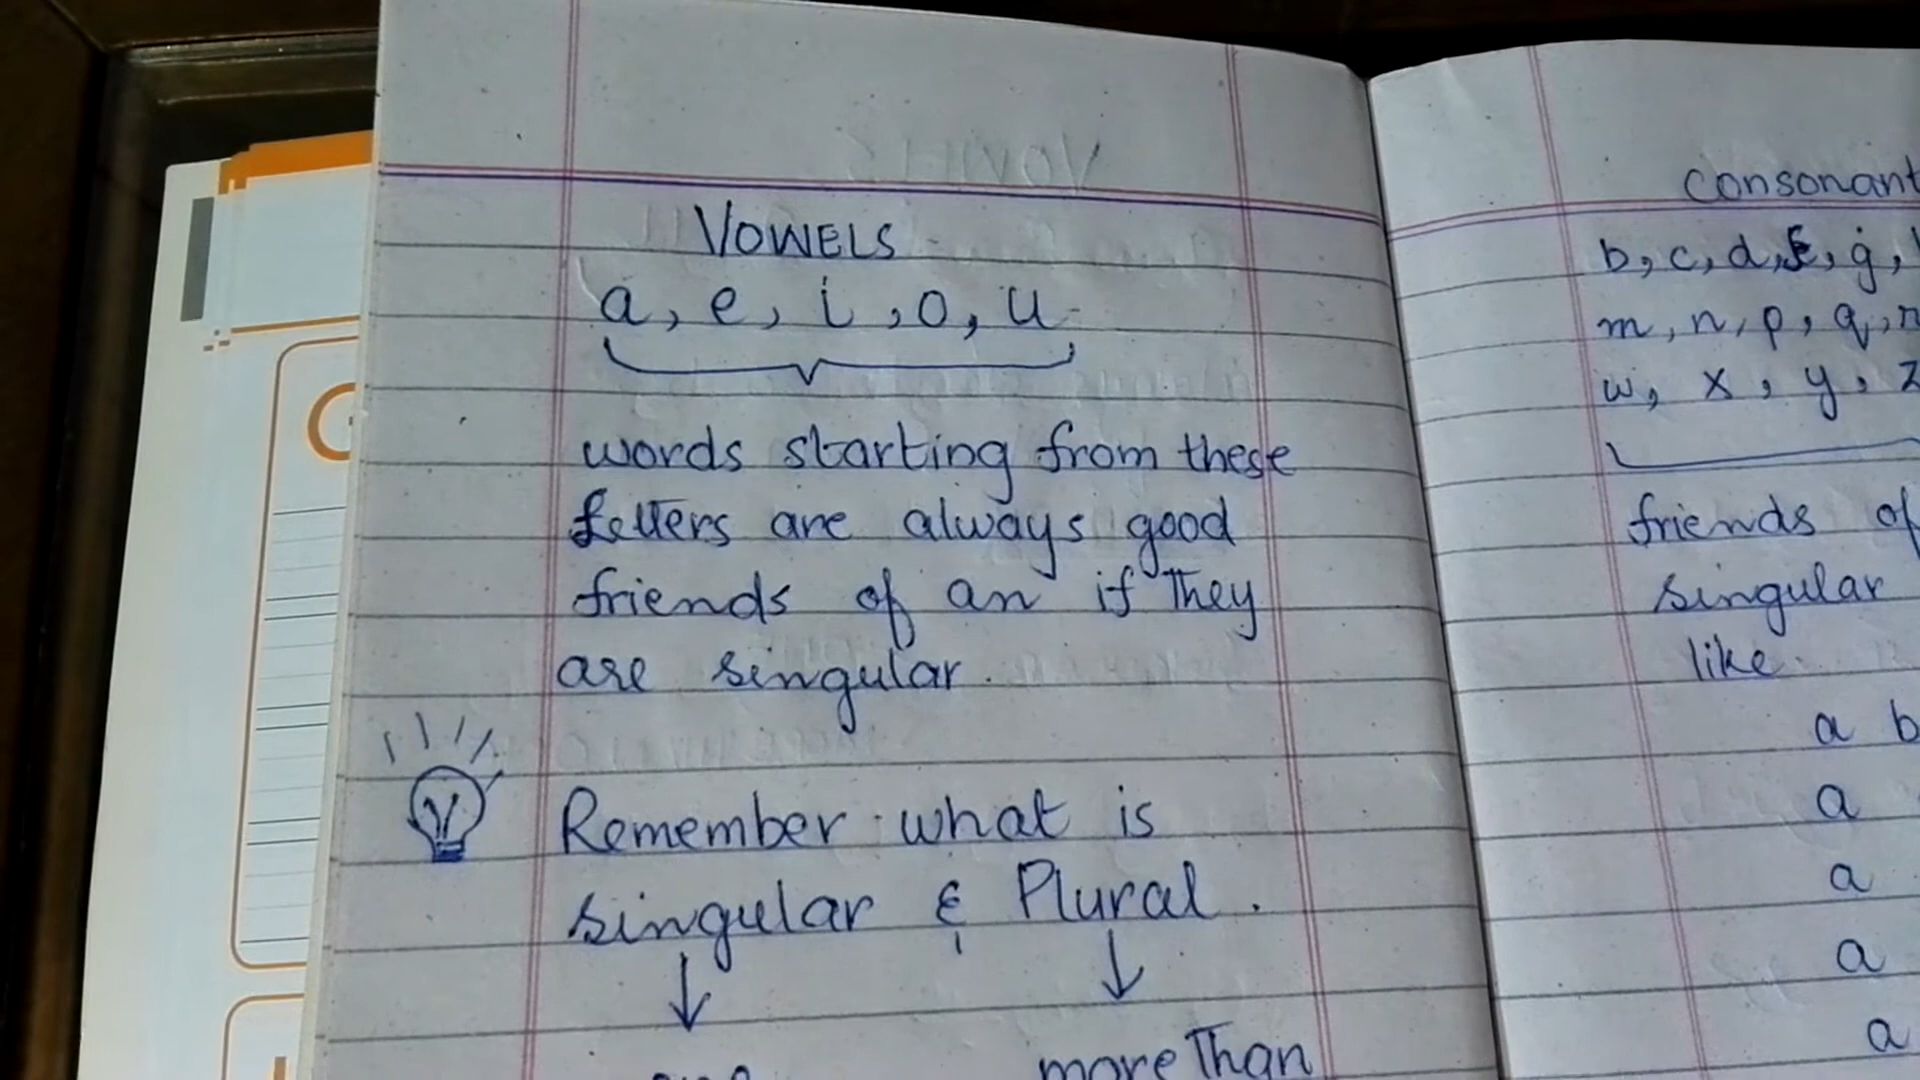 VOWELS
a, e, i, o, u
words starting from these
letters are always good
friends of an if they
are singular.
Remember what is
singular & Plural.
more Than
Consonant
b, c, d, f, g,
m, n, p, q,
w, x, y, z
friends of
singular
like
a b
a
a
a
a